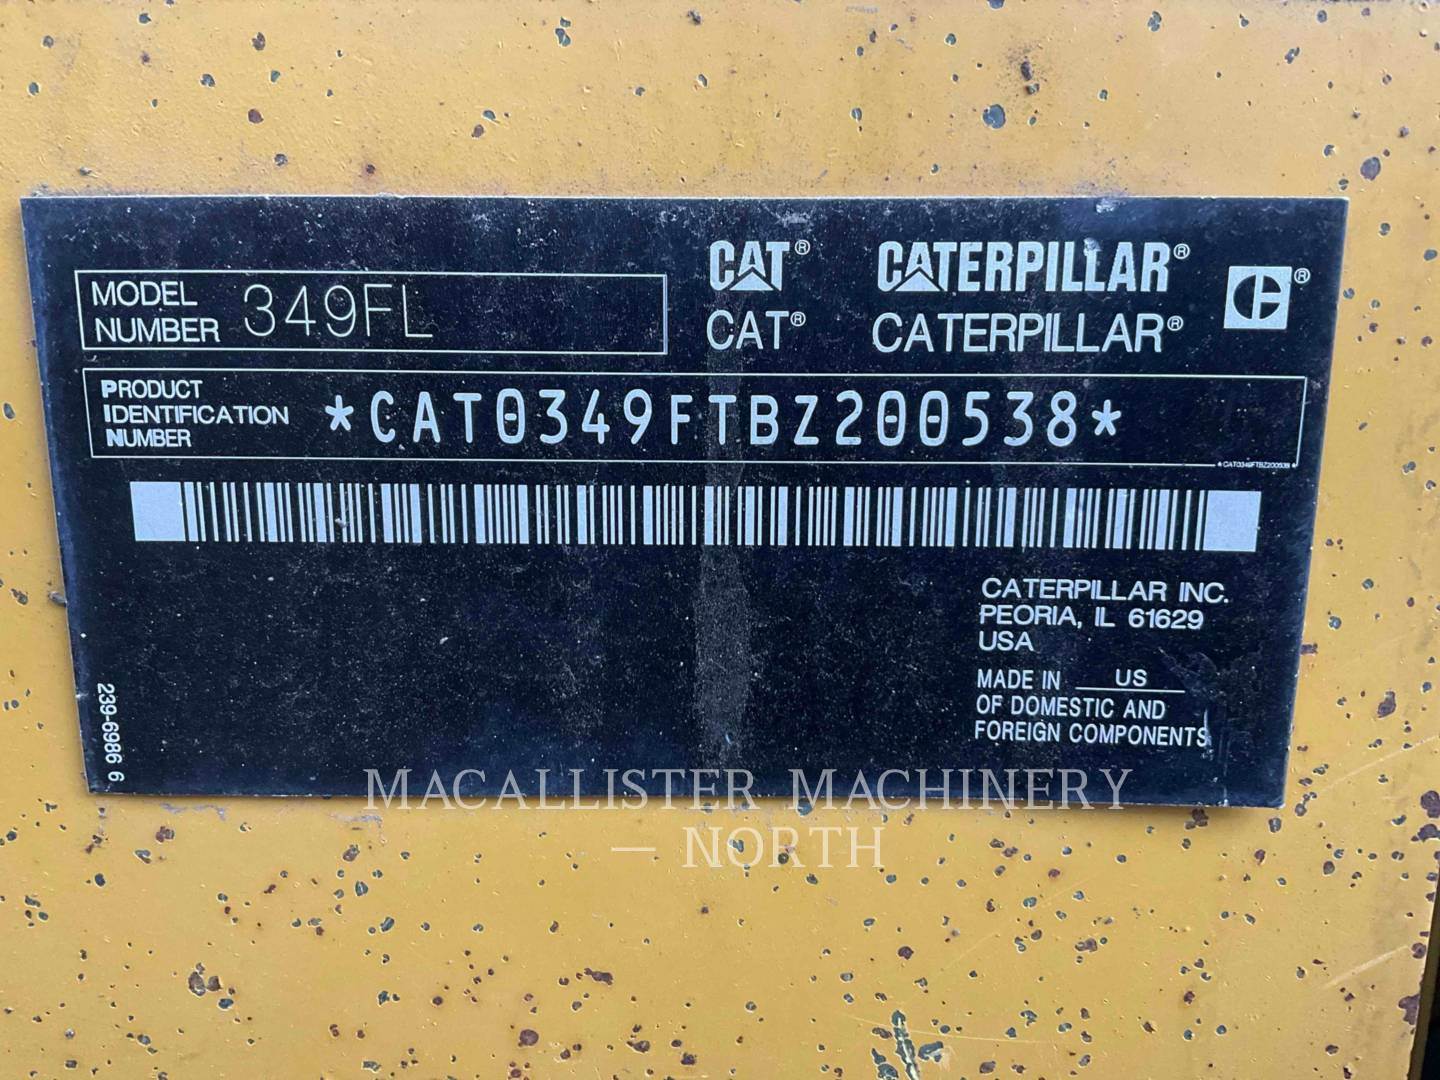 MODEL NUMBER 349FL
CAT® CATERPILLAR®
CAT® CATERPILLAR®
C®
PRODUCT IDENTIFICATION NUMBER *CAT0349FTBZ200538*
*CAT0349FTBZ200538*
CATERPILLAR INC.
PEORIA, IL 61629
USA
MADE IN US
OF DOMESTIC AND
FOREIGN COMPONENTS
239-6986 6
MACALLISTER MACHINERY
— NORTH